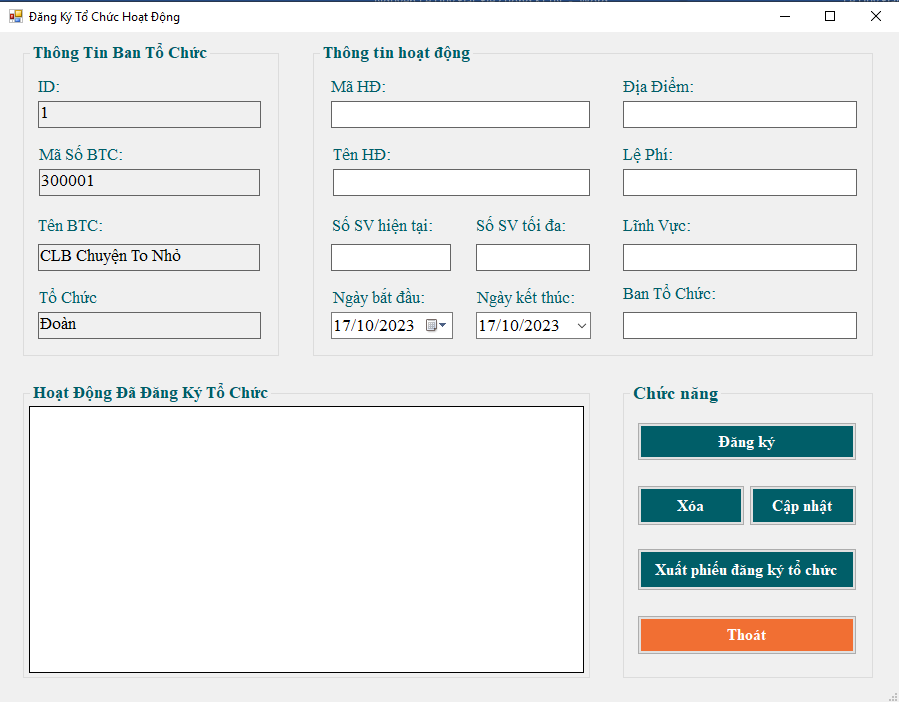 Đăng Ký Tổ Chức Hoạt Động
Thông Tin Ban Tổ Chức
ID:
1
Mã Số BTC:
300001
Tên BTC:
CLB Chuyện To Nhỏ
Tổ Chức
Đoàn
Thông tin hoạt động
Mã HĐ:
Địa Điểm:
Tên HĐ:
Lệ Phí:
Số SV hiện tại:
Số SV tối đa:
Lĩnh Vực:
Ngày bắt đầu:
Ngày kết thúc:
Ban Tổ Chức:
17/10/2023
17/10/2023
Hoạt Động Đã Đăng Ký Tổ Chức
Chức năng
Đăng ký
Xóa
Cập nhật
Xuất phiếu đăng ký tổ chức
Thoát